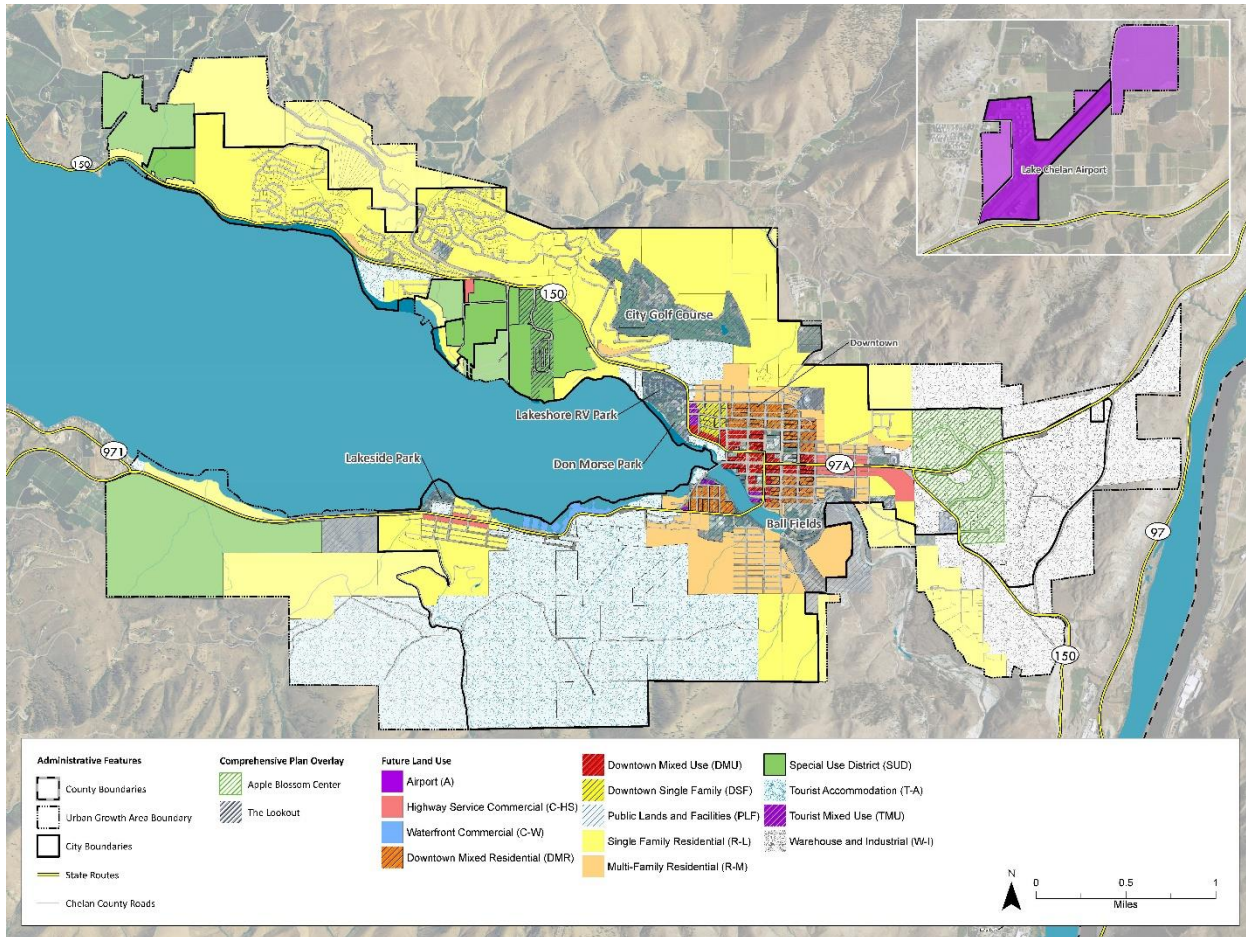 150
Lake Chelan Airport
150
City Golf Course
Downtown
Lakeshore RV Park
971
Lakeside Park
Don Morse Park
97A
Ball Fields
97
150
Administrative Features
County Boundaries
Urban Growth Area Boundary
City Boundaries
State Routes
Chelan County Roads
Comprehensive Plan Overlay
Apple Blossom Center
The Lookout
Future Land Use
Airport (A)
Highway Service Commercial (C-HS)
Waterfront Commercial (C-W)
Downtown Mixed Residential (DMR)
Downtown Mixed Use (DMU)
Downtown Single Family (DSF)
Public Lands and Facilities (PLF)
Single Family Residential (R-L)
Multi-Family Residential (R-M)
Special Use District (SUD)
Tourist Accommodation (T-A)
Tourist Mixed Use (TMU)
Warehouse and Industrial (W-I)
N
0 0.5 1
Miles